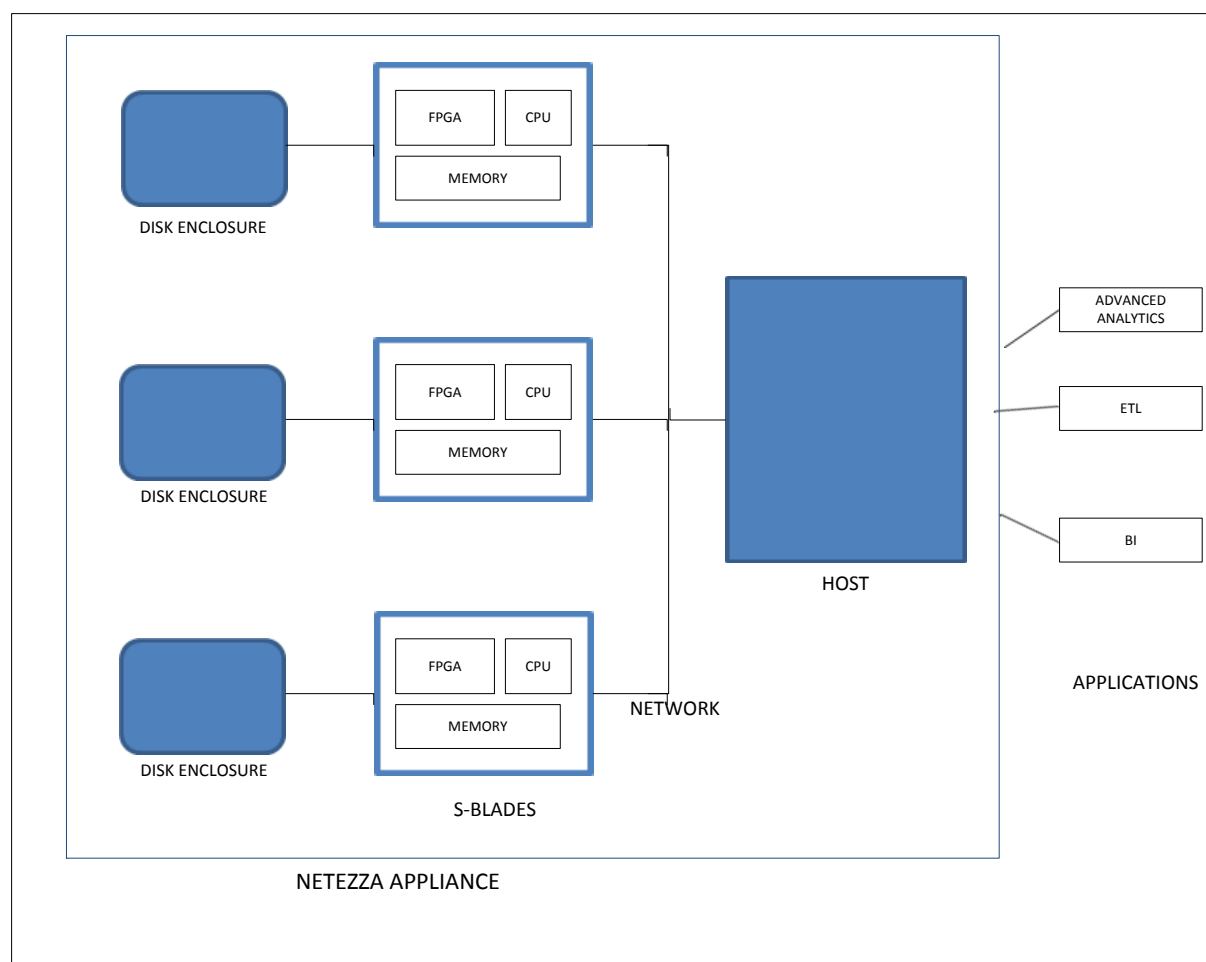 FPGA
CPU
MEMORY
DISK ENCLOSURE
ADVANCED
ANALYTICS
FPGA
CPU
ETL
MEMORY
DISK ENCLOSURE
BI
HOST
FPGA
CPU
APPLICATIONS
NETWORK
MEMORY
DISK ENCLOSURE
S-BLADES
NETEZZA APPLIANCE